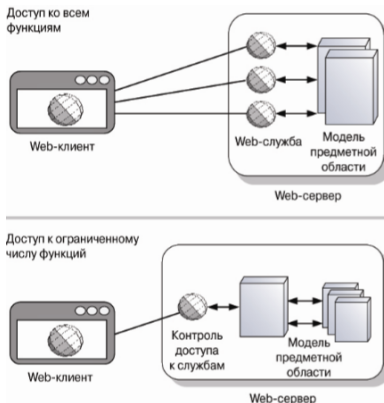 Доступ ко всем
функциям
Web-клиент
Web-служба
Модель
предметной
области
Web-сервер
Доступ к ограниченному
числу функций
Web-клиент
Контроль
доступа
к службам
Модель
предметной
области
Web-сервер